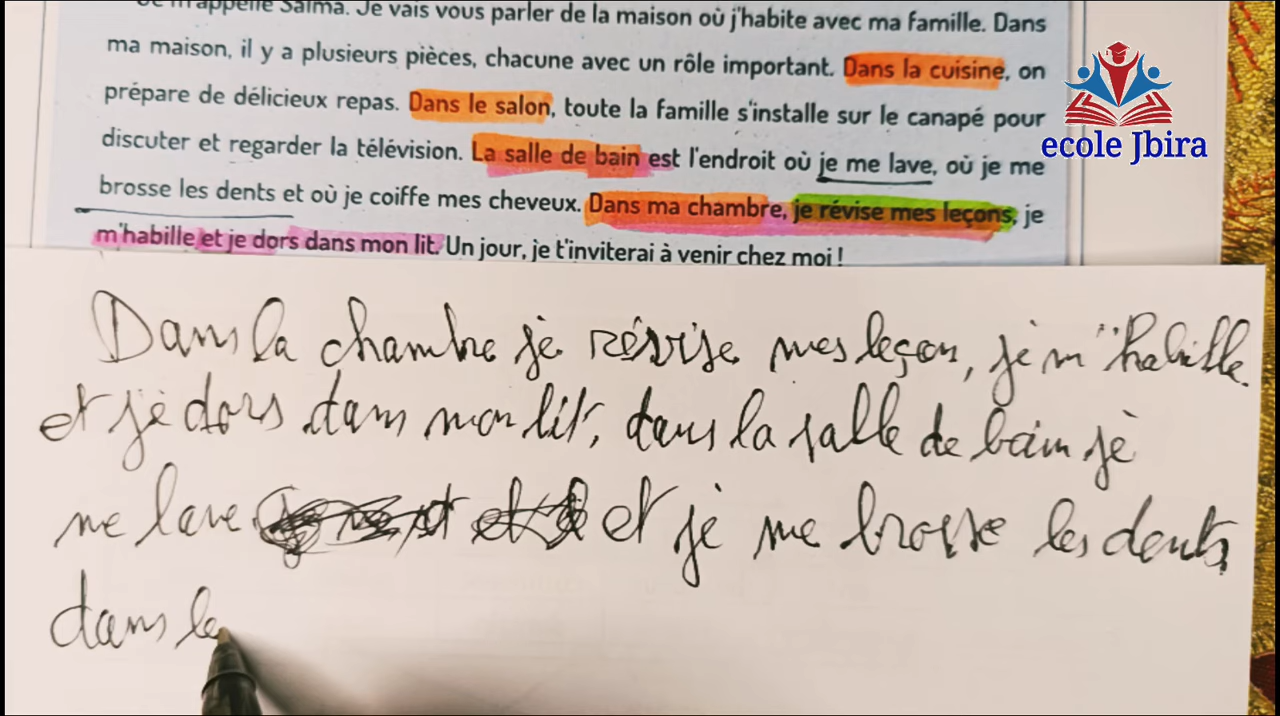 m'appelle Salma. Je vais vous parler de la maison où j'habite avec ma famille. Dans
ma maison, il y a plusieurs pièces, chacune avec un rôle important. Dans la cuisine, on
prépare de délicieux repas. Dans le salon, toute la famille s'installe sur le canapé pour
discuter et regarder la télévision. La salle de bain est l'endroit où je me lave, où je me
brosse les dents et où je coiffe mes cheveux. Dans ma chambre, je révise mes leçons, je
m'habille et je dors dans mon lit. Un jour, je t'inviterai à venir chez moi !
ecole Jbira
Dans la chambre je révise mes leçon, je m'habille
et je dors dans mon lit, dans la salle de bain je
me lave et je me brosse les dents,
dans le